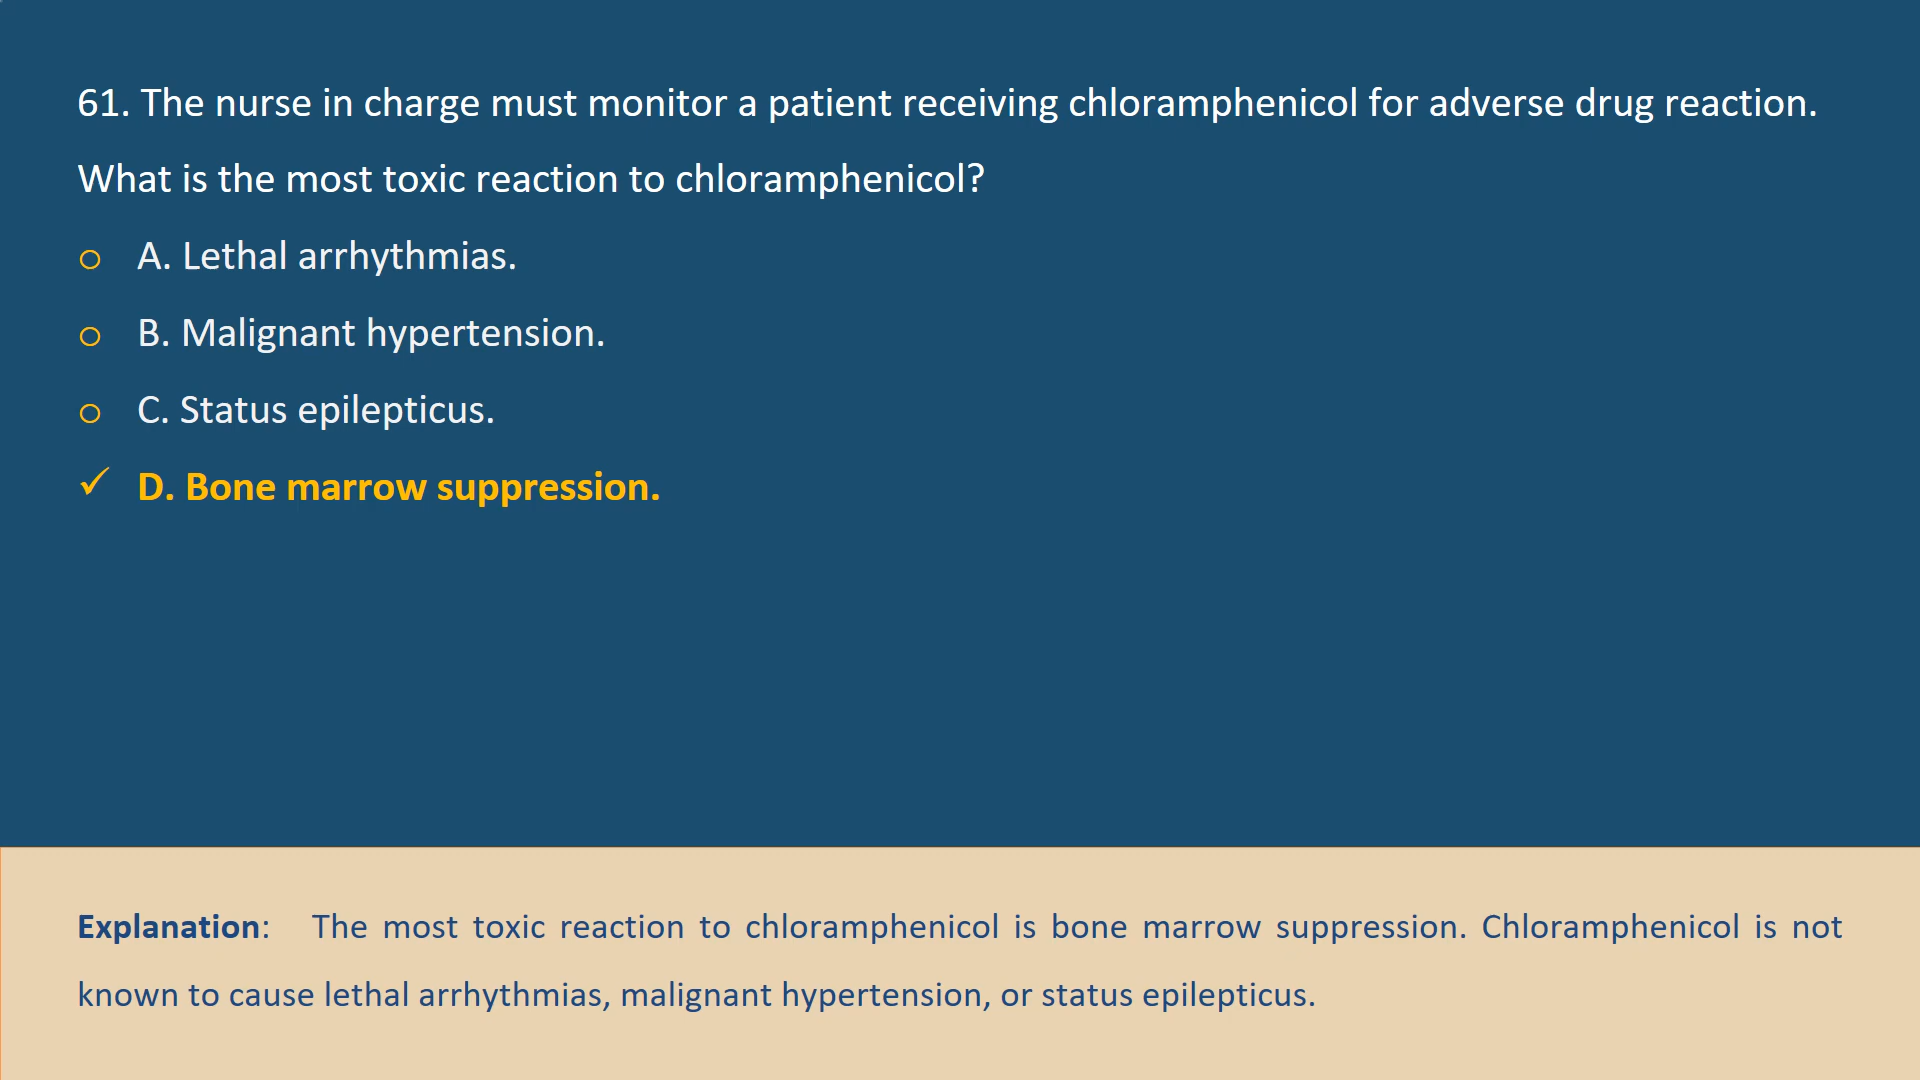 61. The nurse in charge must monitor a patient receiving chloramphenicol for adverse drug reaction.
What is the most toxic reaction to chloramphenicol?
A. Lethal arrhythmias.
B. Malignant hypertension.
C. Status epilepticus.
D. Bone marrow suppression.
Explanation: The most toxic reaction to chloramphenicol is bone marrow suppression. Chloramphenicol is not
known to cause lethal arrhythmias, malignant hypertension, or status epilepticus.